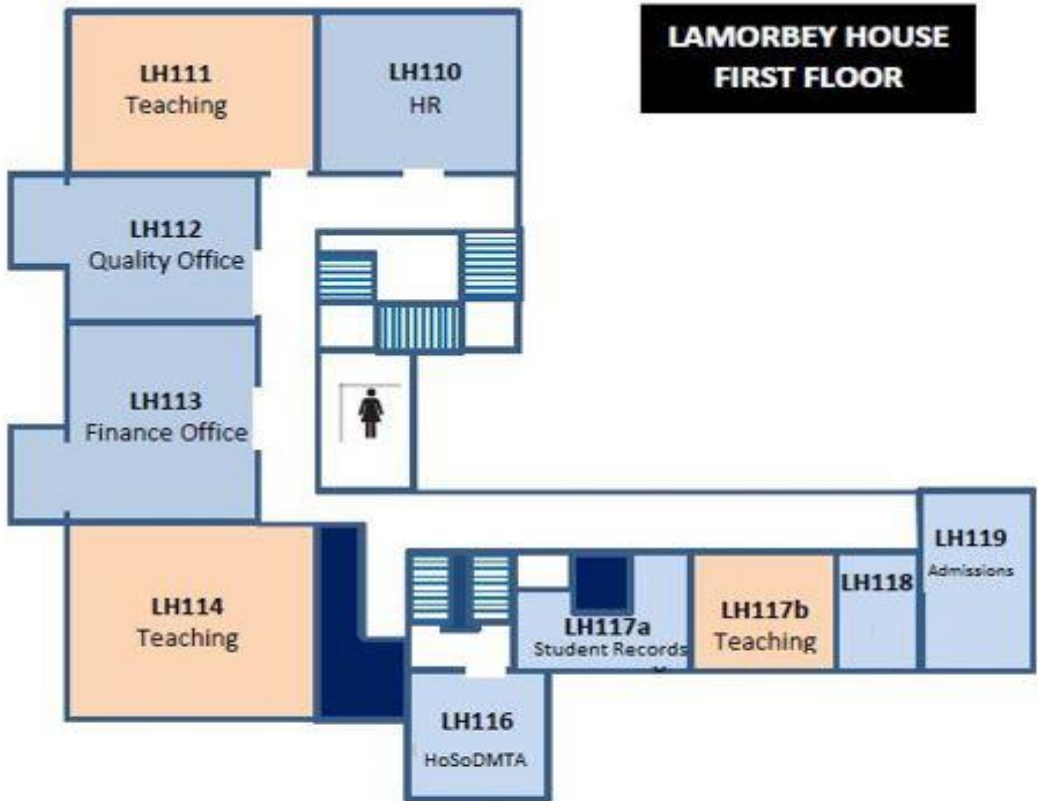 LAMORBEY HOUSE
FIRST FLOOR
LH111
Teaching
LH110
HR
LH112
Quality Office
LH113
Finance Office
LH114
Teaching
LH119
Admissions
LH118
LH117b
Teaching
LH117a
Student Records
LH116
HoSoDMTA